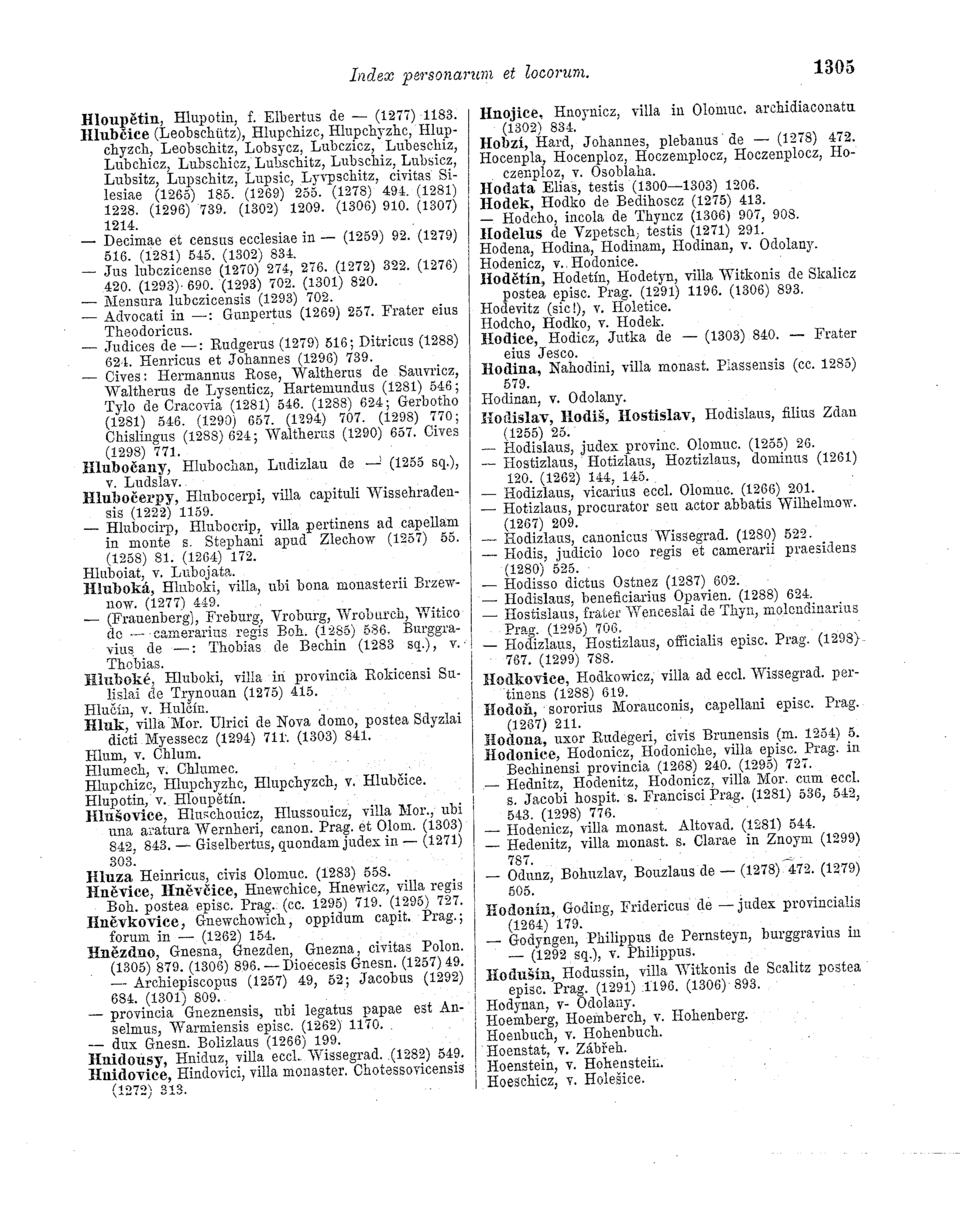 Index personarum et locorum.
1305
Hloupětin, Hlupotin, f. Elbertus de — (1277) 1183.
Hlubčice (Leobschütz), Hlupchizc, Hlupchyzhc, Hlup-
chyzch, Leobschitz, Lobsycz, Lubczicz, Lubeschiz,
Lubchicz, Lubschicz, Lubschitz, Lubschiz, Lubsicz,
Lubsitz, Lupschitz, Lupsic, Lyvpschitz, civitas Si-
lesiae (1265) 185. (1269) 255. (1278) 494. (1281)
1228. (1296) 739. (1302) 1209. (1306) 910. (1307)
1214.
— Decimae et census ecclesiae in — (1259) 92. (1279)
516. (1281) 545. (1302) 834.
— Jus lubczicense (1270) 274, 276. (1272) 322. (1276)
420. (1293) 690. (1293) 702. (1301) 820.
— Mensura lubczicensis (1293) 702.
— Advocati in —: Gunpertus (1269) 257. Frater eius
Theodoricus.
— Judices de —: Rudgerus (1279) 516; Ditricus (1288)
624. Henricus et Johannes (1296) 739.
— Cives: Hermannus Rose, Waltherus de Sauvricz,
Waltherus de Lysenticz, Hartemundus (1281) 546;
Tylo de Cracovia (1281) 546. (1288) 624; Gerbotho
(1281) 546. (1290) 657. (1294) 707. (1298) 770;
Chislingus (1288) 624; Waltherus (1290) 657. Cives
(1298) 771.
Hlubočany, Hlubochan, Ludizlau de — (1255 sq.),
v. Ludslav.
Hlubočerpy, Hlubocerpi, villa capituli Wissehraden-
sis (1222) 1159.
— Hlubocirp, Hlubocrip, villa pertinens ad capellam
in monte s. Stephani apud Zlechow (1257) 55.
(1258) 81. (1264) 172.
Hluboiat, v. Lubojata.
Hluboká, Hluboki, villa, ubi bona monasterii Brzew-
now. (1277) 449.
— (Frauenberg), Freburg, Vroburg, Wroburch, Witico
de — camerarius regis Boh. (1285) 586. Burggra-
vius de —: Thobias de Bechin (1283 sq.), v.
Thobias.
Hluboké, Hluboki, villa in provincia Rokicensi Su-
lislai de Trynouan (1275) 415.
Hlučín, v. Hulčín.
Hluk, villa Mor. Ulrici de Nova domo, postea Sdyzlai
dicti Myessecz (1294) 711. (1303) 841.
Hlum, v. Chlum.
Hlumech, v. Chlumec.
Hlupchizc, Hlupchyzhc, Hlupchyzch, v. Hlubčice.
Hlupotin, v. Hloupětín.
Hlušovice, Hluschonicz, Hlussonicz, villa Mor., ubi
una aratura Wernheri, canon. Prag. et Olom. (1303)
842, 843. — Giselbertus, quondam judex in — (1271)
303.
Hluza Heinricus, civis Olomuc. (1283) 558.
Hněvice, Hněvčice, Hnewchice, Hnewicz, villa regis
Boh. postea episc. Prag. (cc. 1295) 719. (1295) 727.
Hněvkovice, Gnewchowich, oppidum capit. Prag.;
forum in — (1262) 154.
Hnězdno, Gnesna, Gnezden, Gnezna, civitas Polon.
(1305) 879. (1306) 896. — Dioecesis Gnesn. (1257) 49.
— Archiepiscopus (1257) 49, 52; Jacobus (1292)
684. (1301) 809.
— provincia Gneznensis, ubi legatus papae est An-
selmus, Warmiensis episc. (1262) 1170.
— dux Gnesn. Bolizlaus (1266) 199.
Hnidousy, Hniduz, villa eccl. Wissegrad. (1282) 549.
Hnidovice, Hindovici, villa monaster. Chotessovicensis
(1272) 313.
Hnojice, Hnoynicz, villa in Olomuc. archidiaconatu
(1302) 834.
Hobzí, Hard, Johannes, plebanus de — (1278) 472.
Hocenpla, Hocenploz, Hoczemplocz, Hoczenplocz, Ho-
czenploz, v. Osoblaha.
Hodata Elias, testis (1300—1303) 1206.
Hodek, Hodko de Bedihoscz (1275) 413.
— Hodcho, incola de Thyncz (1306) 907, 908.
Hodelus de Vzpetsch, testis (1271) 291.
Hodena, Hodina, Hodinam, Hodinan, v. Odolany.
Hodenicz, v. Hodonice.
Hodětín, Hodetín, Hodetyn, villa Witkonis de Skalicz
postea episc. Prag. (1291) 1196. (1306) 893.
Hodevitz (sic!), v. Holetice.
Hodcho, Hodko, v. Hodek.
Hodice, Hodicz, Jutka de — (1303) 840. — Frater
eius Jesco.
Hodina, Nahodini, villa monast. Plassensis (cc. 1285)
579.
Hodinan, v. Odolany.
Hodislav, Hodiš, Hostislav, Hodislaus, filius Zdan
(1255) 25.
— Hodislaus, judex provinc. Olomuc. (1255) 26.
— Hostizlaus, Hotizlaus, Hoztizlaus, dominus (1261)
120. (1262) 144, 145.
— Hodizlaus, vicarius eccl. Olomuc. (1266) 201.
— Hotizlaus, procurator seu actor abbatis Wilhelmow.
(1267) 209.
— Hodizlaus, canonicus Wissegrad. (1280) 522.
— Hodis, judicio loco regis et camerarii praesidens
(1280) 525.
— Hodisso dictus Ostnez (1287) 602.
— Hodislaus, beneficiarius Opavien. (1288) 624.
— Hostislaus, frater Wenceslai de Thyn, molendinarius
Prag. (1295) 706.
— Hodizlaus, Hostizlaus, officialis episc. Prag. (1298)
767. (1299) 788.
Hodkovice, Hodkowicz, villa ad eccl. Wissegrad. per-
tinens (1288) 619.
Hodoň, sororius Morauconis, capellani episc. Prag.
(1267) 211.
Hodona, uxor Rudegeri, civis Brunensis (m. 1254) 5.
Hodonice, Hodonicz, Hodoniche, villa episc. Prag. in
Bechinensi provincia (1268) 240. (1295) 727.
— Hednitz, Hodenitz, Hodonicz, villa Mor. cum eccl.
s. Jacobi hospit. s. Francisci Prag. (1281) 536, 542,
543. (1298) 776.
— Hodenicz, villa monast. Altovad. (1281) 544.
— Hedenitz, villa monast. s. Clarae in Znoym (1299)
787.
— Odunz, Bohuzlav, Bouzlaus de — (1278) 472. (1279)
505.
Hodonín, Goding, Fridericus de — judex provincialis
(1264) 179.
— Godyngen, Philippus de Pernsteyn, burggravius in
— (1292 sq.), v. Philippus.
Hodušín, Hodussin, villa Witkonis de Scalitz postea
episc. Prag. (1291) 1196. (1306) 893.
Hodynan, v- Odolany.
Hoemberg, Hoemberch, v. Hohenberg.
Hoenbuch, v. Hohenbuch.
Hoenstat, v. Zábřeh.
Hoenstein, v. Hohenstein.
Hoeschicz, v. Holešice.